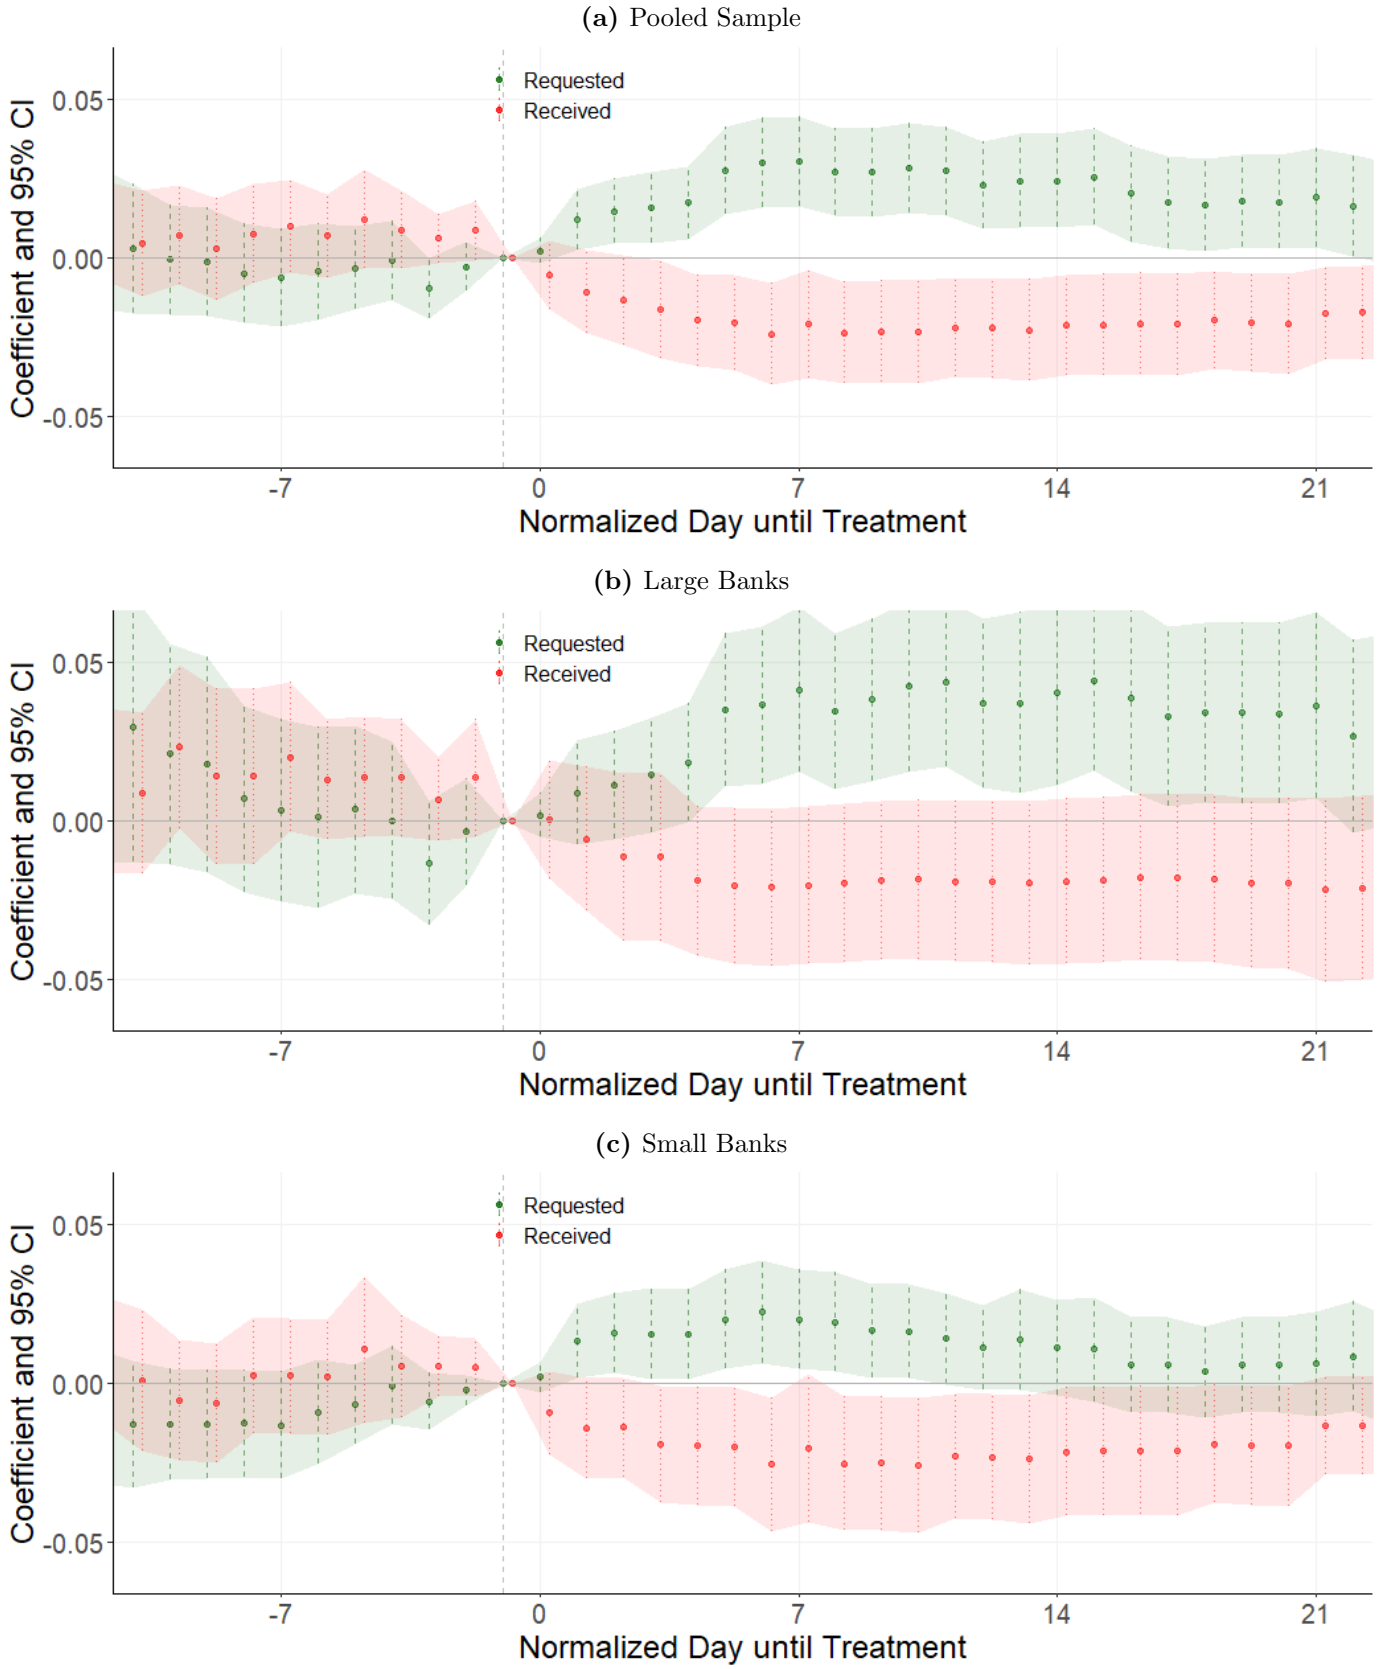 (a) Pooled Sample
Coefficient and 95% CI
0.05
0.00
-0.05
Requested
Received
-7 0 7 14 21
Normalized Day until Treatment
(b) Large Banks
Coefficient and 95% CI
0.05
0.00
-0.05
Requested
Received
-7 0 7 14 21
Normalized Day until Treatment
(c) Small Banks
Coefficient and 95% CI
0.05
0.00
-0.05
Requested
Received
-7 0 7 14 21
Normalized Day until Treatment